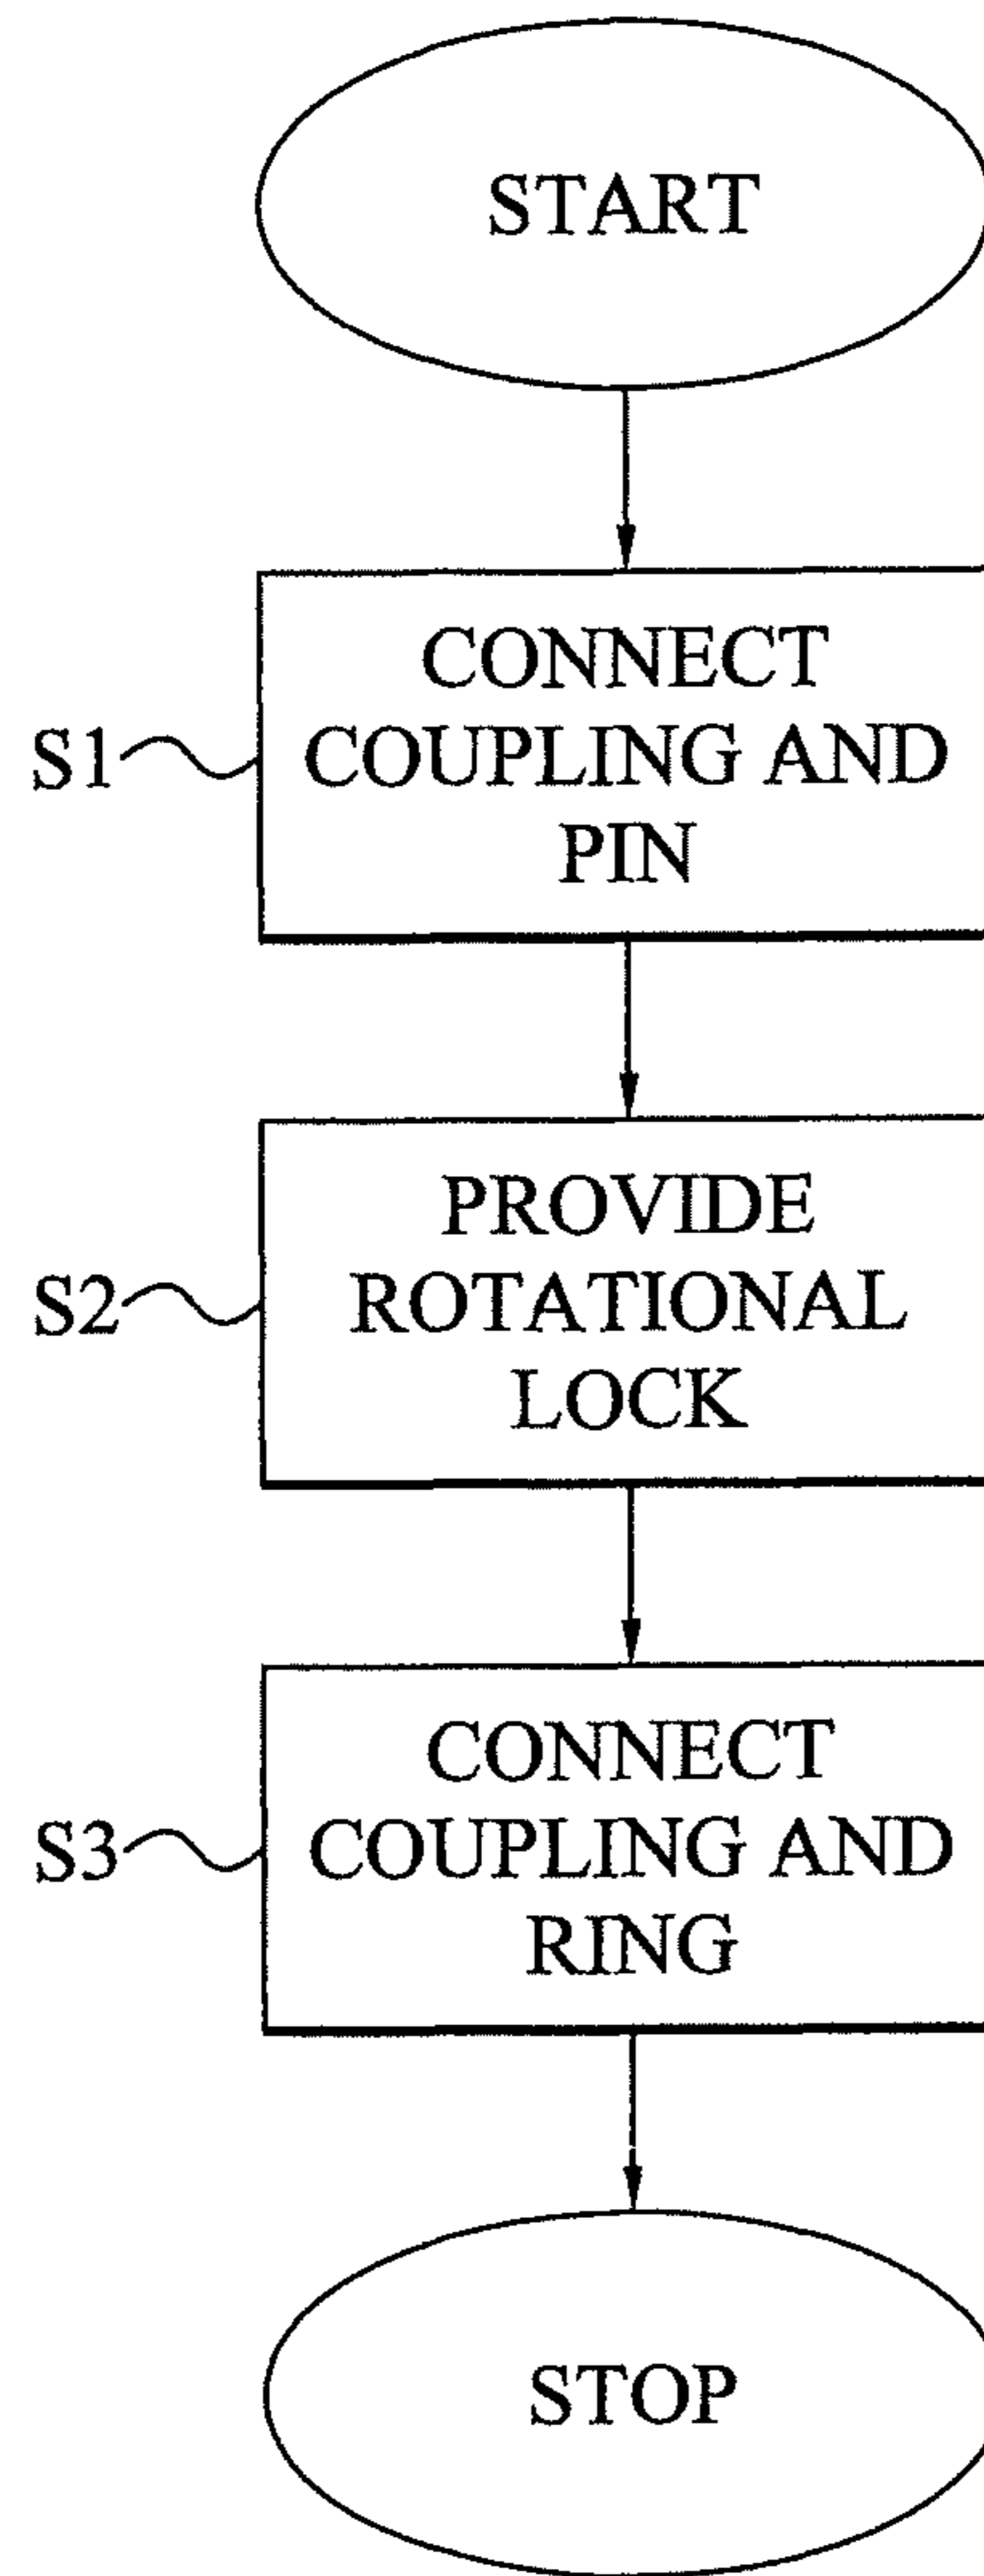 START
CONNECT
COUPLING AND
PIN
S1
PROVIDE
ROTATIONAL
LOCK
S2
CONNECT
COUPLING AND
RING
S3
STOP